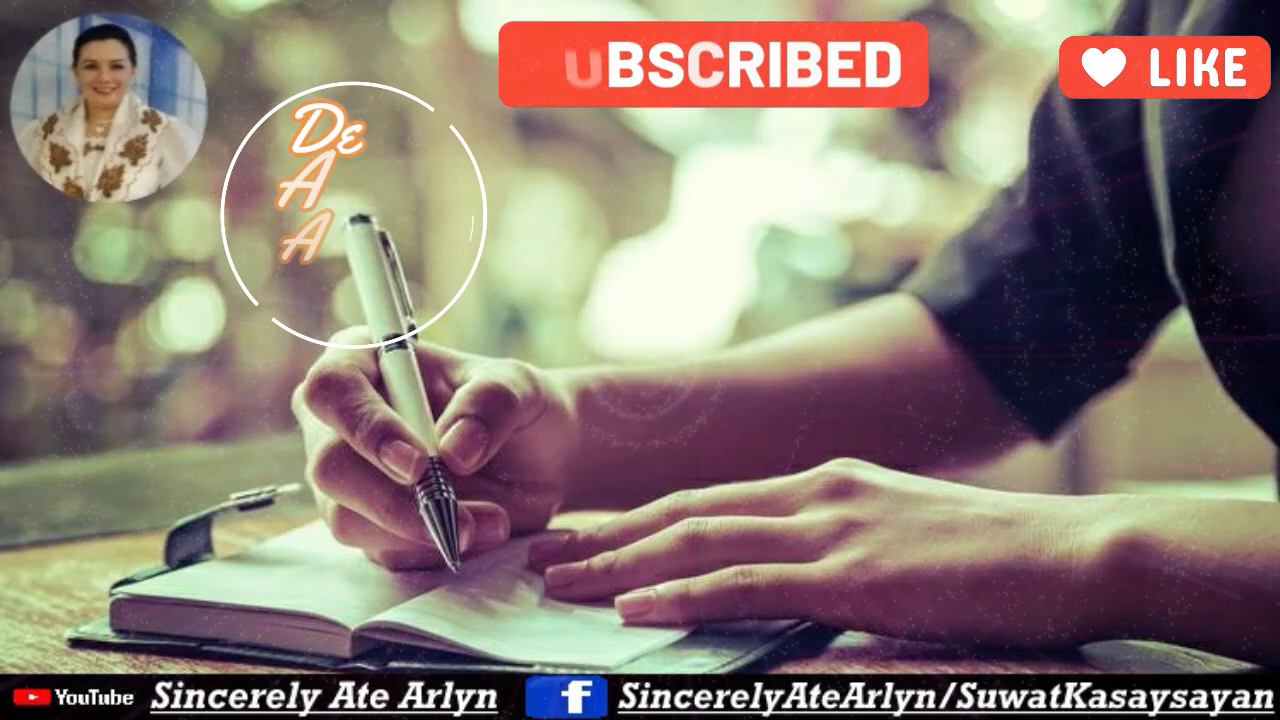 UBSCRIBED
LIKE
De
A
A
YouTube Sincerely Ate Arlyn f SincerelyAteArlyn/SuwatKasaysayan